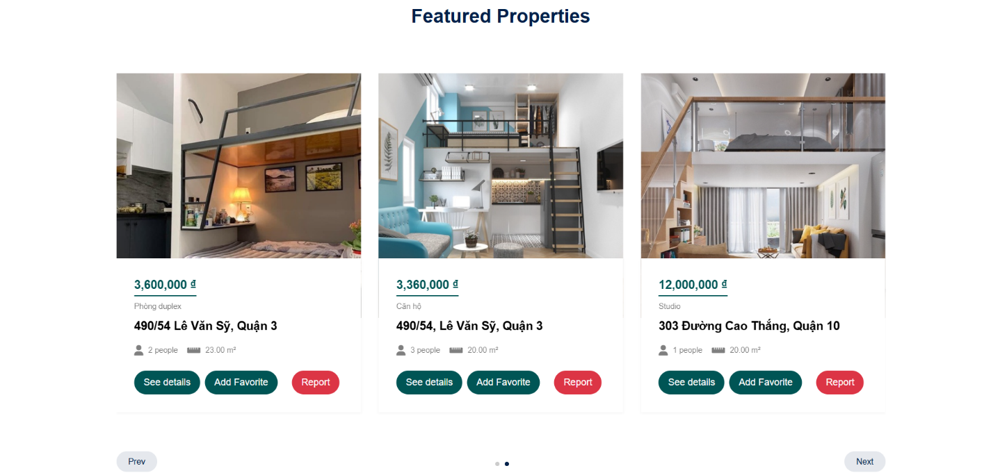 Featured Properties
3,600,000 ₫
Phòng duplex
490/54 Lê Văn Sỹ, Quận 3
2 people 23.00 m²
See details Add Favorite Report
3,360,000 ₫
Căn hộ
490/54, Lê Văn Sỹ, Quận 3
3 people 20.00 m²
See details Add Favorite Report
12,000,000 ₫
Studio
303 Đường Cao Thắng, Quận 10
1 people 20.00 m²
See details Add Favorite Report
Prev Next